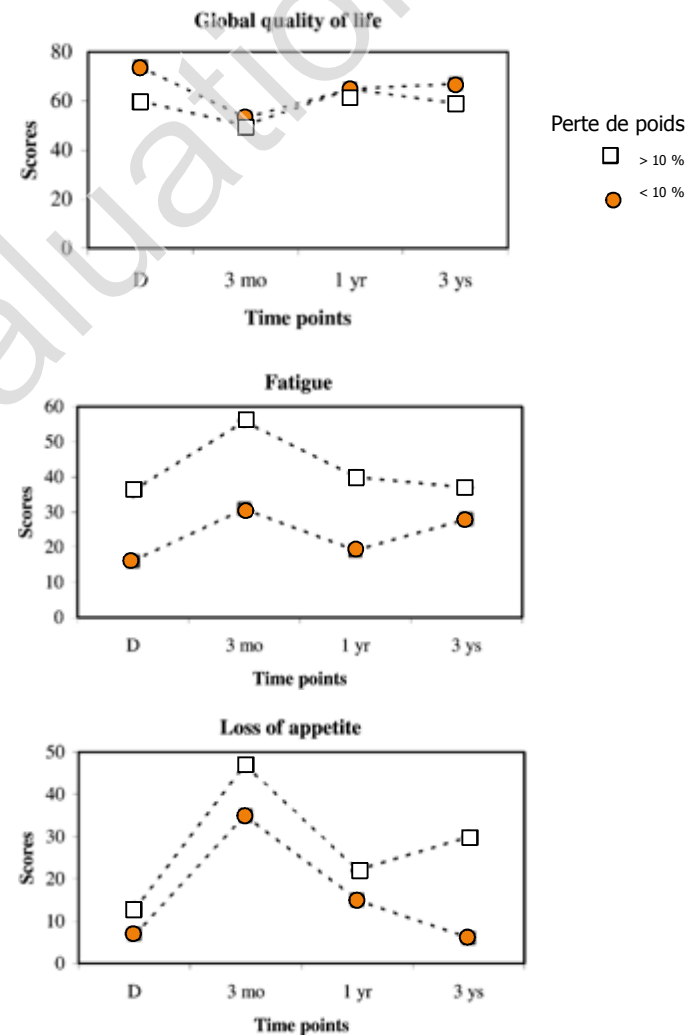 Global quality of life
80
60
40
20
0
Scores
D 3 mo 1 yr 3 ys
Time points
Perte de poids
> 10 %
< 10 %
Fatigue
60
50
40
30
20
10
0
Scores
D 3 mo 1 yr 3 ys
Time points
Loss of appetite
50
40
30
20
10
0
Scores
D 3 mo 1 yr 3 ys
Time points